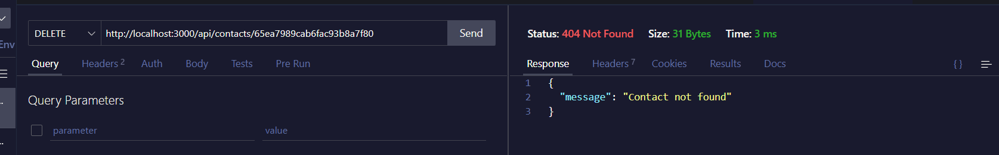 DELETE http://localhost:3000/api/contacts/65ea7989cab6fac93b8a7f80 Send
Env
Query Headers 2 Auth Body Tests Pre Run
Query Parameters
parameter value
Status: 404 Not Found Size: 31 Bytes Time: 3 ms
Response Headers 7 Cookies Results Docs { }
1 {
2 "message": "Contact not found"
3 }